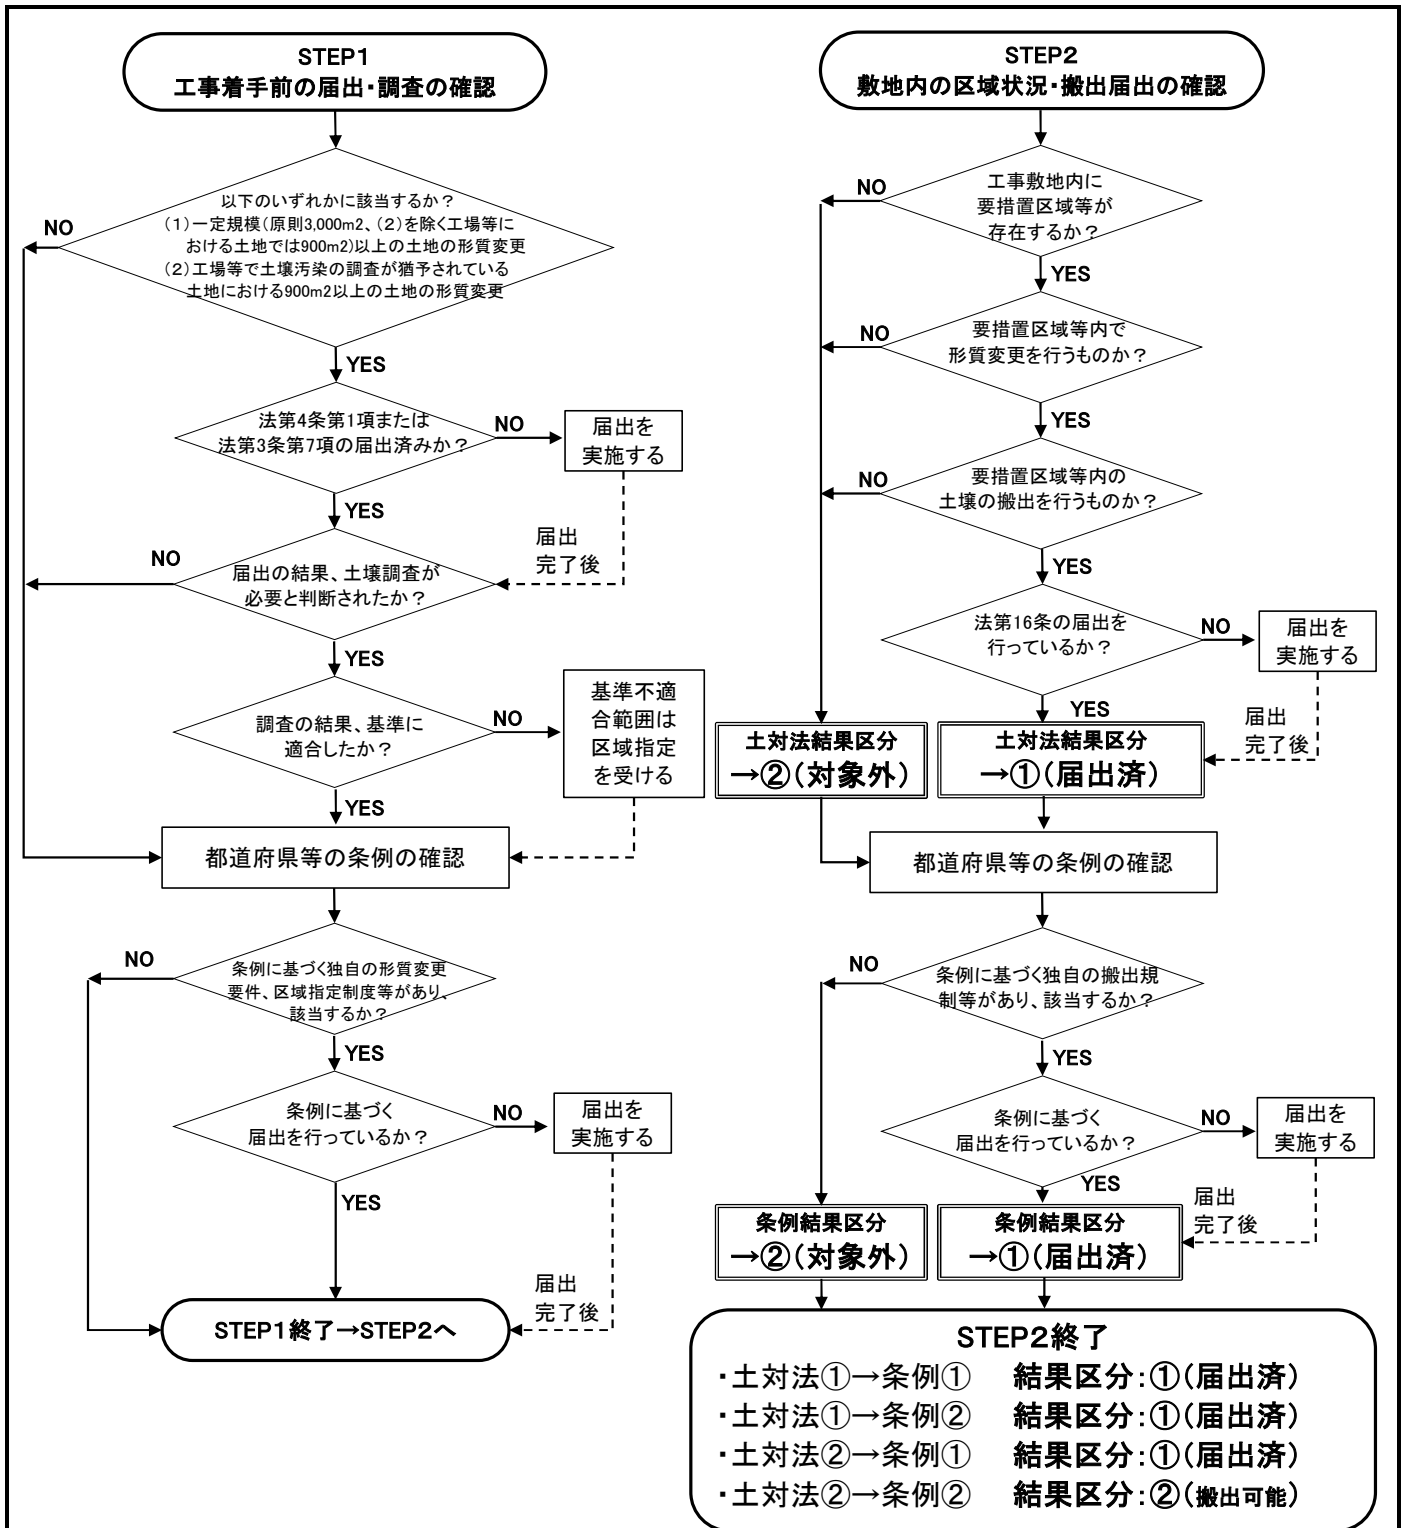 STEP1
工事着手前の届出・調査の確認
以下のいずれかに該当するか？
（1）一定規模（原則3,000m2、（2）を除く工場等に
おける土地では900m2）以上の土地の形質変更
（2）工場等で土壌汚染の調査が猶予されている
土地における900m2以上の土地の形質変更
NO
YES
法第4条第1項または
法第3条第7項の届出済みか？
NO
届出を
実施する
YES
届出
完了後
届出の結果、土壌調査が
必要と判断されたか？
NO
YES
調査の結果、基準に
適合したか？
NO
基準不適
合範囲は
区域指定
を受ける
YES
都道府県等の条例の確認
条例に基づく独自の形質変更
要件、区域指定制度等があり、
該当するか？
NO
YES
条例に基づく
届出を行っているか？
NO
届出を
実施する
YES
届出
完了後
STEP1終了→STEP2へ
STEP2
敷地内の区域状況・搬出届出の確認
工事敷地内に
要措置区域等が
存在するか？
NO
YES
要措置区域等内で
形質変更を行うものか？
NO
YES
要措置区域等内の
土壌の搬出を行うものか？
NO
YES
法第16条の届出を
行っているか？
NO
届出を
実施する
YES
届出
完了後
土対法結果区分
→②（対象外）
土対法結果区分
→①（届出済）
都道府県等の条例の確認
条例に基づく独自の搬出規
制等があり、該当するか？
NO
YES
条例に基づく
届出を行っているか？
NO
届出を
実施する
YES
届出
完了後
条例結果区分
→②（対象外）
条例結果区分
→①（届出済）
STEP2終了
・土対法①→条例① 結果区分：①（届出済）
・土対法①→条例② 結果区分：①（届出済）
・土対法②→条例① 結果区分：①（届出済）
・土対法②→条例② 結果区分：②（搬出可能）